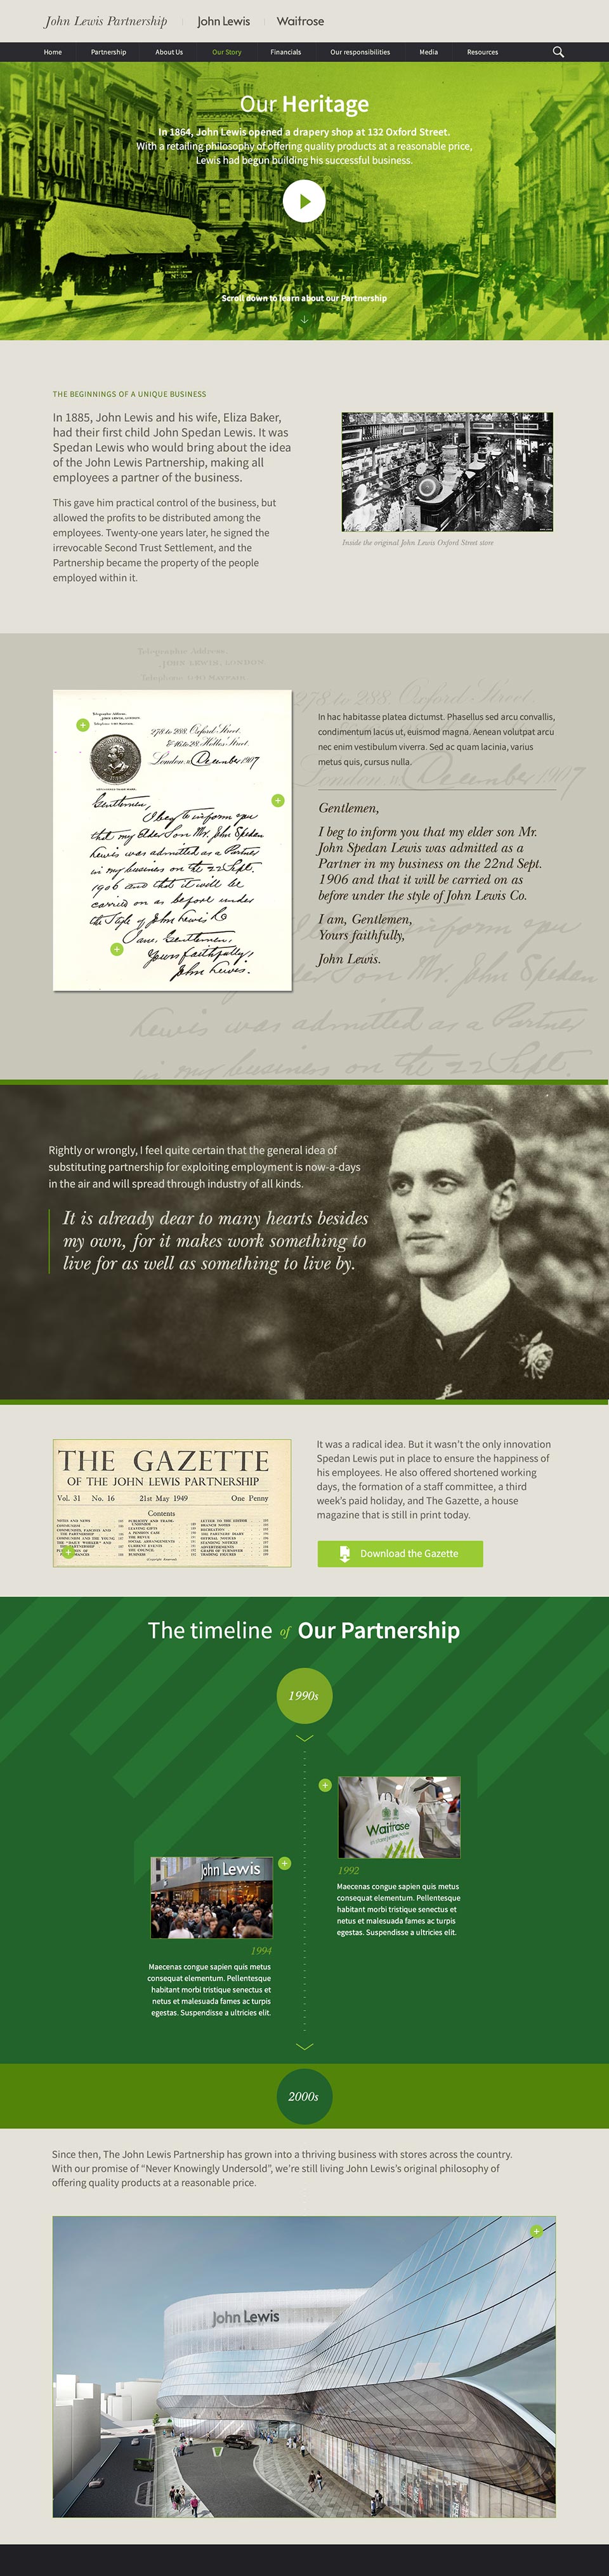 John Lewis Partnership
John Lewis
Waitrose
Home
Partnership
About Us
Our Story
Financials
Our responsibilities
Media
Resources
Our Heritage
In 1864, John Lewis opened a drapery shop at 132 Oxford Street.
With a retailing philosophy of offering quality products at a reasonable price,
Lewis had begun building his successful business.
Scroll down to learn about our Partnership
THE BEGINNINGS OF A UNIQUE BUSINESS
In 1885, John Lewis and his wife, Eliza Baker,
had their first child John Spedan Lewis. It was
Spedan Lewis who would bring about the idea
of the John Lewis Partnership, making all
employees a partner of the business.
This gave him practical control of the business, but
allowed the profits to be distributed among the
employees. Twenty-one years later, he signed the
irrevocable Second Trust Settlement, and the
Partnership became the property of the people
employed within it.
Inside the original John Lewis Oxford Street store
Telegraphic Address:
JOHN LEWIS, LONDON
278 to 288. Oxford Street.
London, W. December 1907
Gentlemen,
I beg to inform you
that my Elder Son Mr. John Spedan
Lewis was admitted as a Partner
in my business on the 22 Sept.
1906 and that it will be
carried on as before under
the Style of John Lewis &
I am, Gentlemen,
Yours faithfully,
John Lewis.
In hac habitasse platea dictumst. Phasellus sed arcu convallis,
condimentum lacus ut, euismod magna. Aenean volutpat arcu
nec enim vestibulum viverra. Sed ac quam lacinia, varius
metus quis, cursus nulla.
Gentlemen,
I beg to inform you that my elder son Mr.
John Spedan Lewis was admitted as a
Partner in my business on the 22nd Sept.
1906 and that it will be carried on as
before under the style of John Lewis Co.
I am, Gentlemen,
Yours faithfully,
John Lewis.
Lewis was admitted as a Partner
in my business on the 22 Sept.
Rightly or wrongly, I feel quite certain that the general idea of
substituting partnership for exploiting employment is now-a-days
in the air and will spread through industry of all kinds.
It is already dear to many hearts besides
my own, for it makes work something to
live for as well as something to live by.
THE GAZETTE
OF THE JOHN LEWIS PARTNERSHIP
Vol. 31 No. 16 21st May 1949 One Penny
Contents
It was a radical idea. But it wasn't the only innovation
Spedan Lewis put in place to ensure the happiness of
his employees. He also offered shortened working
days, the formation of a staff committee, a third
week's paid holiday, and The Gazette, a house
magazine that is still in print today.
Download the Gazette
The timeline of Our Partnership
1990s
Waitrose
1992
Maecenas congue sapien quis metus
consequat elementum. Pellentesque
habitant morbi tristique senectus et
netus et malesuada fames ac turpis
egestas. Suspendisse a ultricies elit.
John Lewis
1994
Maecenas congue sapien quis metus
consequat elementum. Pellentesque
habitant morbi tristique senectus et
netus et malesuada fames ac turpis
egestas. Suspendisse a ultricies elit.
2000s
Since then, The John Lewis Partnership has grown into a thriving business with stores across the country.
With our promise of “Never Knowingly Undersold”, we're still living John Lewis's original philosophy of
offering quality products at a reasonable price.
John Lewis